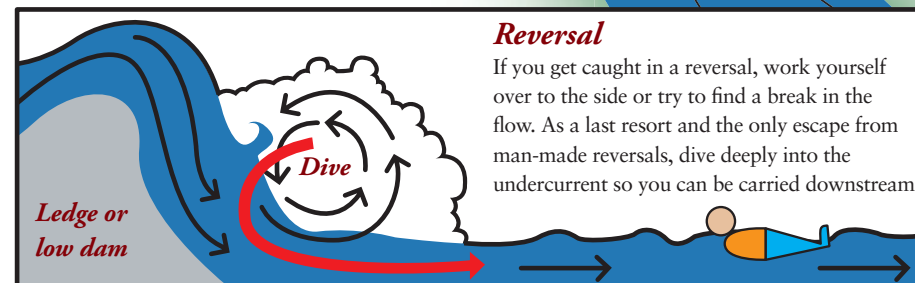 Reversal
If you get caught in a reversal, work yourself
over to the side or try to find a break in the
flow. As a last resort and the only escape from
man-made reversals, dive deeply into the
undercurrent so you can be carried downstream
Dive
Ledge or
low dam